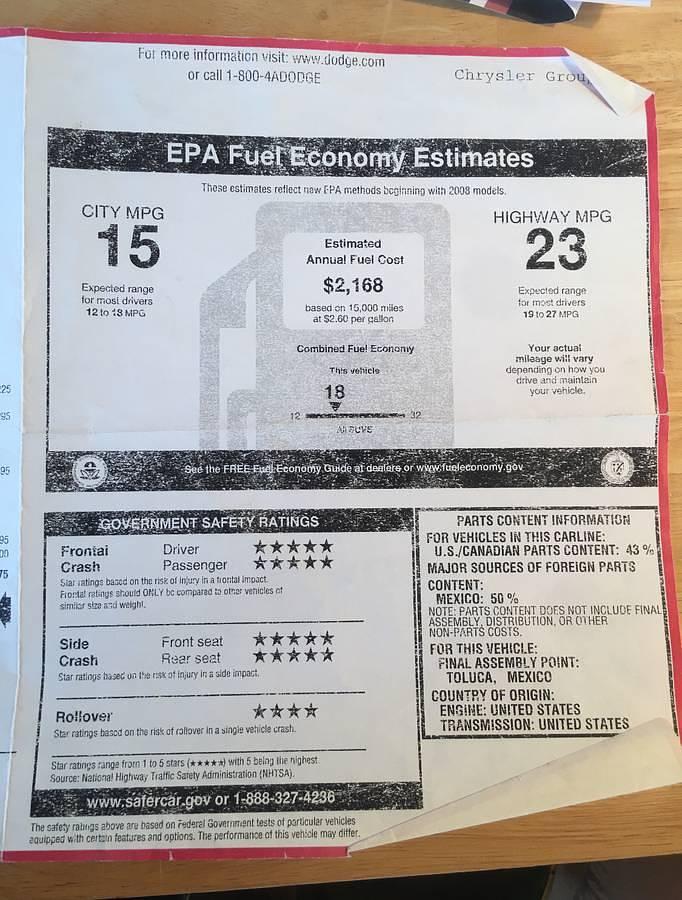 For more information visit: www.dodge.com
or call 1-800-4ADODGE
Chrysler Grou
EPA Fuel Economy Estimates
These estimates reflect new EPA methods beginning with 2008 models.
CITY MPG
15
Expected range
for most drivers
12 to 18 MPG
Estimated
Annual Fuel Cost
$2,168
based on 15,000 miles
at $2.60 per gallon
Combined Fuel Economy
This vehicle
18
12 32
All SUVs
HIGHWAY MPG
23
Expected range
for most drivers
19 to 27 MPG
Your actual
mileage will vary
depending on how you
drive and maintain
your vehicle.
See the FREE Fuel Economy Guide at dealers or www.fueleconomy.gov
25
95
95
95
00
75
GOVERNMENT SAFETY RATINGS
Frontal Driver ★★★★★
Crash Passenger ★★★★★
Star ratings based on the risk of injury in a frontal impact.
Frontal ratings should ONLY be compared to other vehicles of
similar size and weight.
Side Front seat ★★★★★
Crash Rear seat ★★★★★
Star ratings based on the risk of injury in a side impact.
Rollover ★★★★
Star ratings based on the risk of rollover in a single vehicle crash.
Star ratings range from 1 to 5 stars (★★★★★) with 5 being the highest.
Source: National Highway Traffic Safety Administration (NHTSA).
www.safercar.gov or 1-888-327-4236
The safety ratings above are based on Federal Government tests of particular vehicles
equipped with certain features and options. The performance of this vehicle may differ.
PARTS CONTENT INFORMATION
FOR VEHICLES IN THIS CARLINE:
U.S./CANADIAN PARTS CONTENT: 43 %
MAJOR SOURCES OF FOREIGN PARTS
CONTENT:
MEXICO: 50 %
NOTE: PARTS CONTENT DOES NOT INCLUDE FINAL
ASSEMBLY, DISTRIBUTION, OR OTHER
NON-PARTS COSTS.
FOR THIS VEHICLE:
FINAL ASSEMBLY POINT:
TOLUCA, MEXICO
COUNTRY OF ORIGIN:
ENGINE: UNITED STATES
TRANSMISSION: UNITED STATES